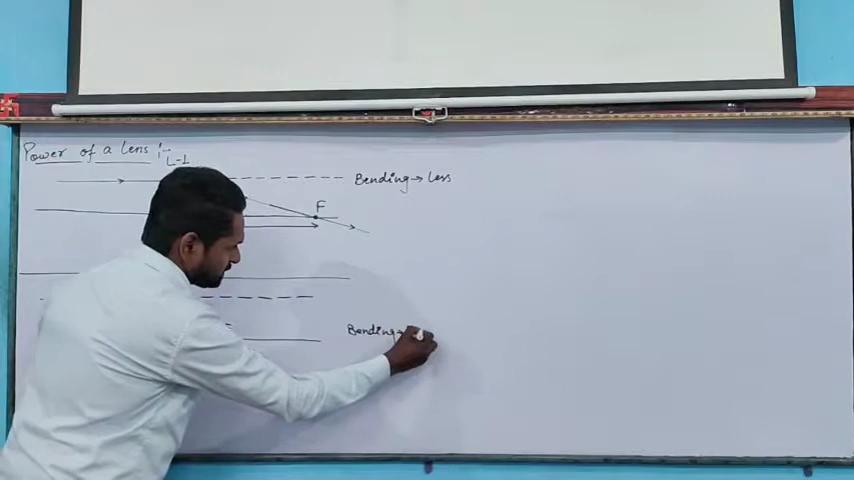 Power of a Lens :-
L-1
Bending → Less
F
Bending →